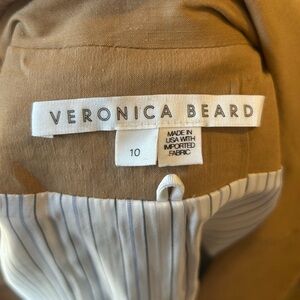 VERONICA BEARD
10
MADE IN
USA WITH
IMPORTED
FABRIC